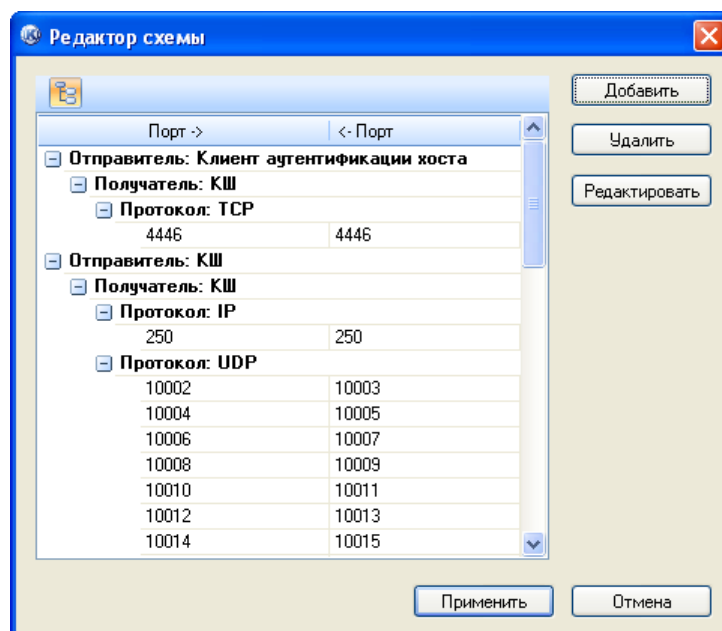 Редактор схемы
Добавить
Порт -> <- Порт
Удалить
Отправитель: Клиент аутентификации хоста
Получатель: КШ
Редактировать
Протокол: TCP
4446 4446
Отправитель: КШ
Получатель: КШ
Протокол: IP
250 250
Протокол: UDP
10002 10003
10004 10005
10006 10007
10008 10009
10010 10011
10012 10013
10014 10015
Применить Отмена